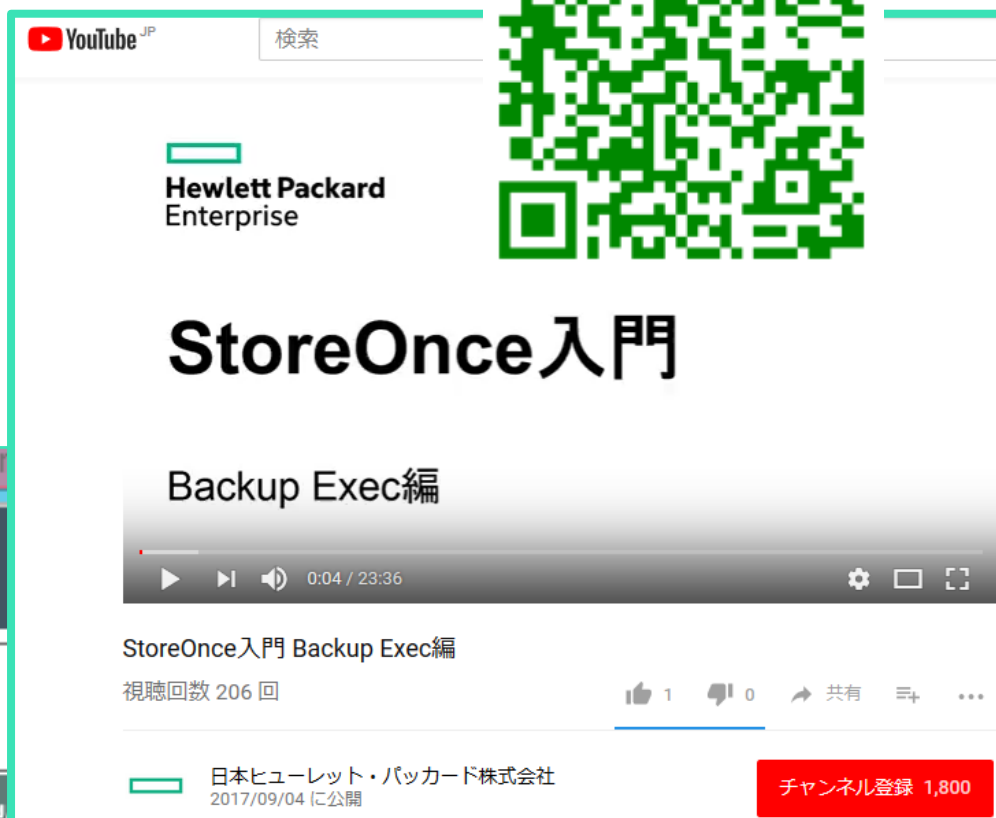 YouTube JP
検索
Hewlett Packard
Enterprise
StoreOnce入門
Backup Exec編
0:04 / 23:36
StoreOnce入門 Backup Exec編
視聴回数 206 回
1
0
共有
日本ヒューレット・パッカード株式会社
2017/09/04 に公開
チャンネル登録 1,800